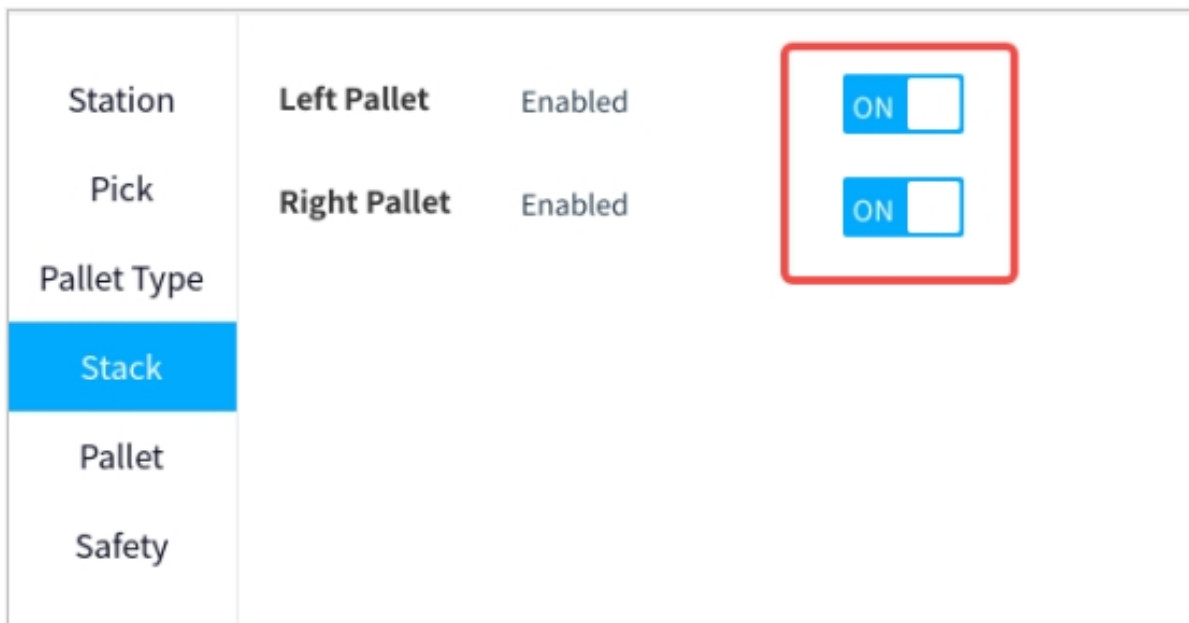 Station
Pick
Pallet Type
Stack
Pallet
Safety
Left Pallet Enabled ON
Right Pallet Enabled ON